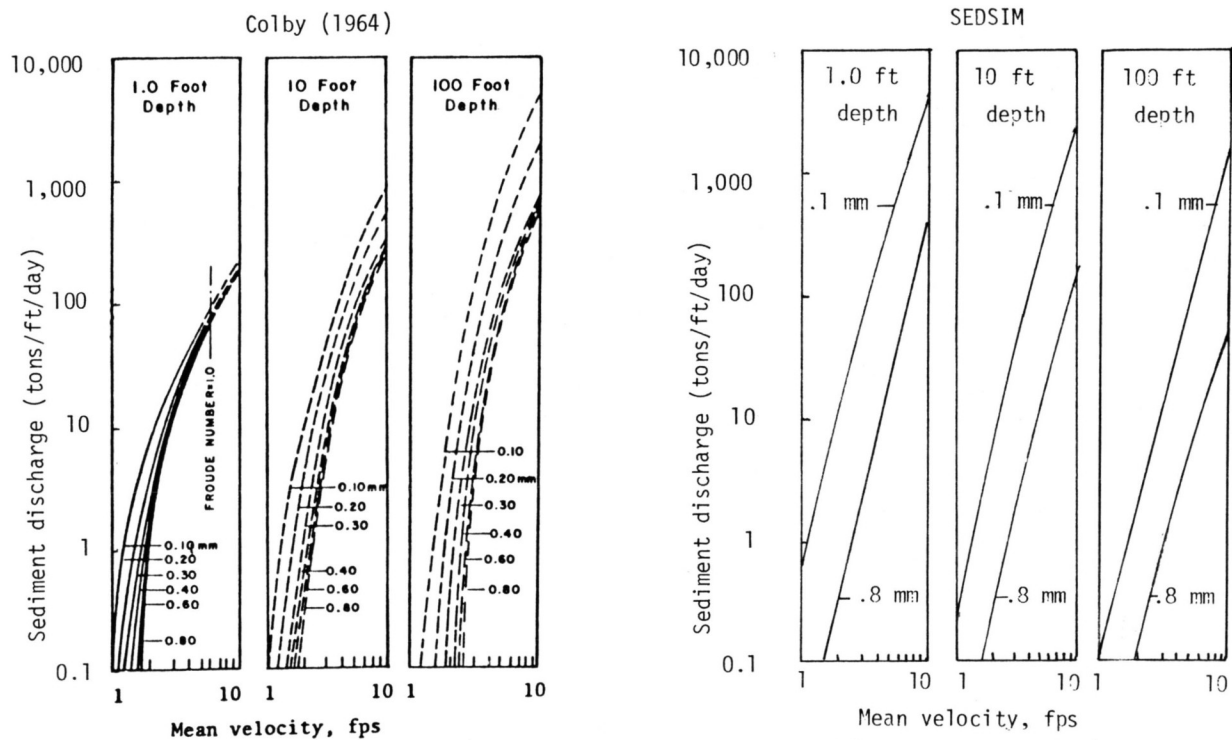 Colby (1964)
10,000
1,000
100
10
1
0.1
Sediment discharge (tons/ft/day)
1.0 Foot
Depth
FROUDE NUMBER=1.0
0.10mm
0.20
0.30
0.40
0.60
0.80
1
10
10 Foot
Depth
0.10mm
0.20
0.30
0.40
0.60
0.80
1
10
100 Foot
Depth
0.10
0.20mm
0.30
0.40
0.60
0.80
1
10
Mean velocity, fps
SEDSIM
10,000
1,000
100
10
1
0.1
Sediment discharge (tons/ft/day)
1.0 ft
depth
.1 mm
.8 mm
1
10
10 ft
depth
.1 mm
.8 mm
1
10
100 ft
depth
.1 mm
.8 mm
1
10
Mean velocity, fps